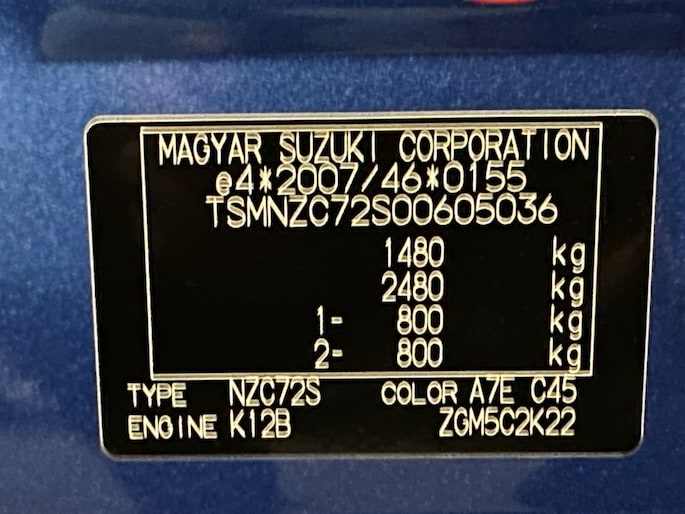 MAGYAR SUZUKI CORPORATION
e4*2007/46*0155
TSMNZC72S00605036
1480 kg
2480 kg
1- 800 kg
2- 800 kg
TYPE NZC72S COLOR A7E C45
ENGINE K12B ZGM5C2K22